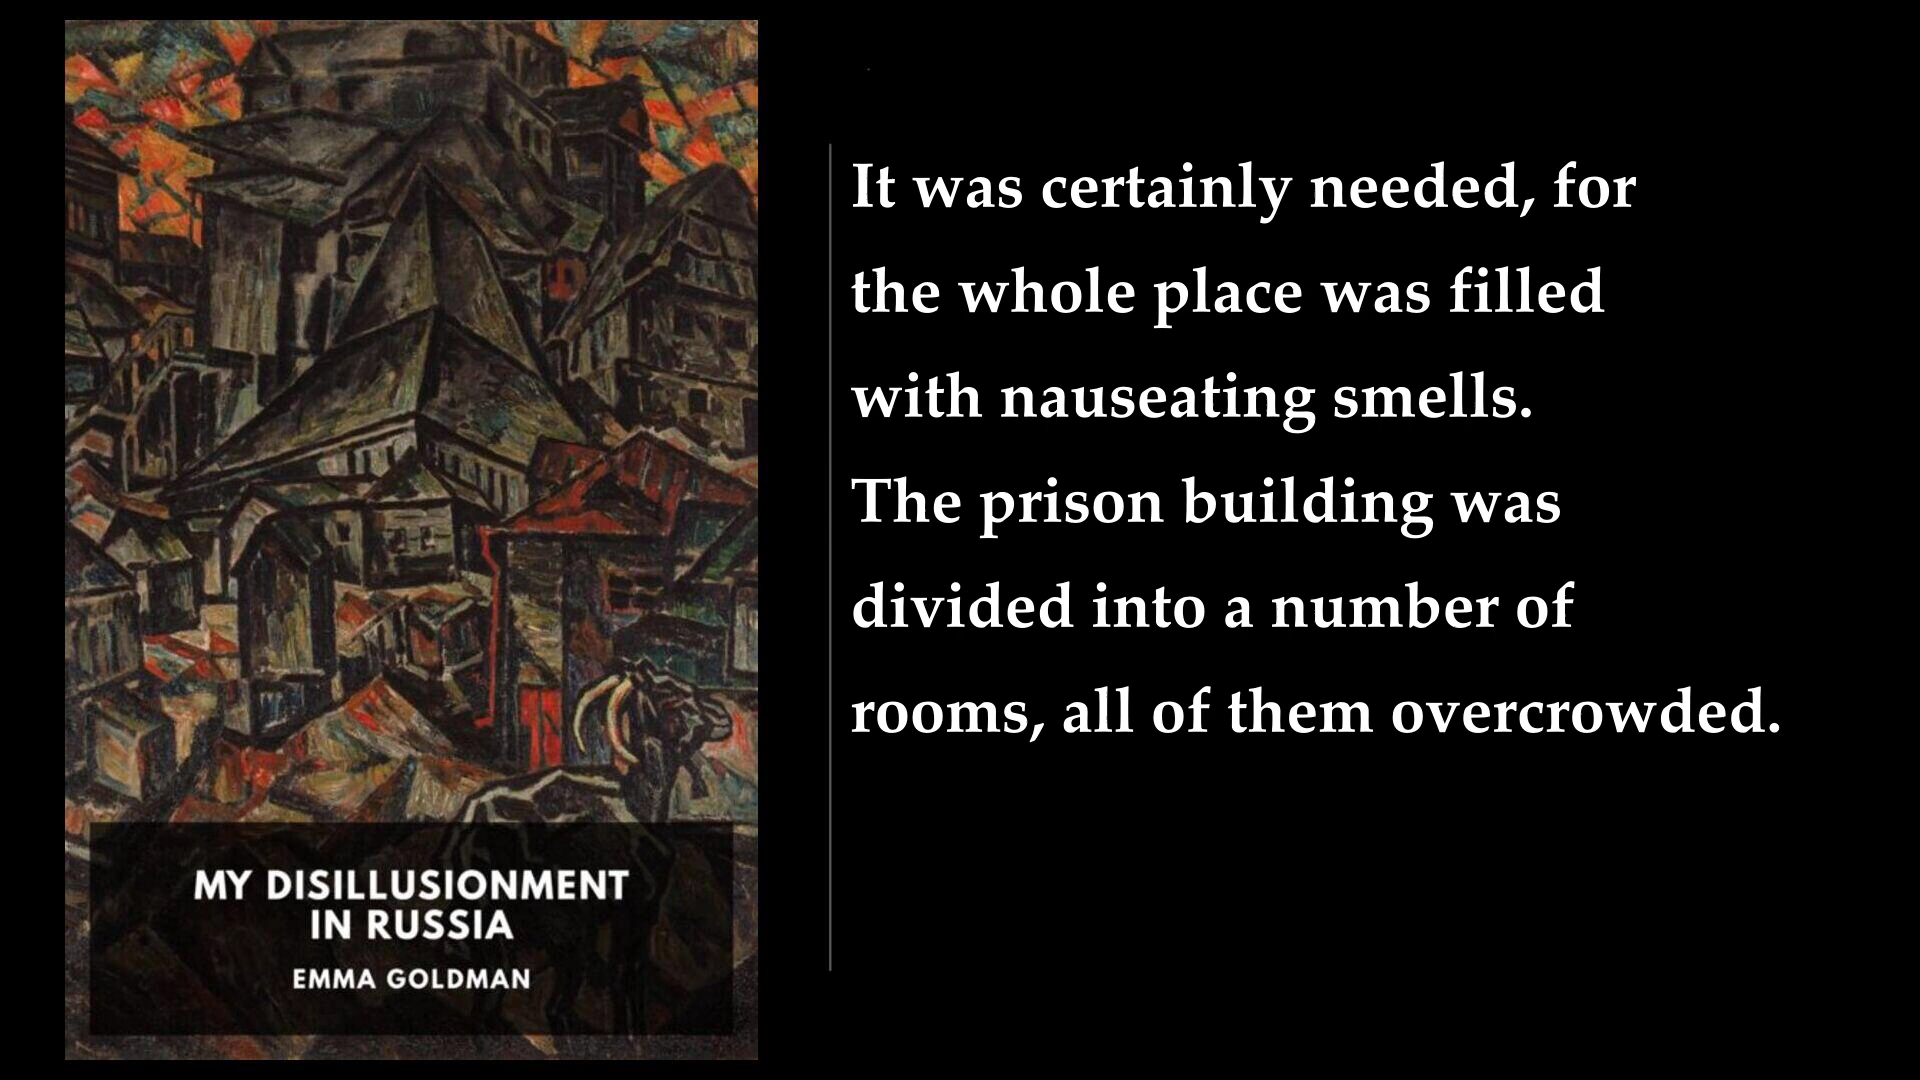 MY DISILLUSIONMENT
IN RUSSIA
EMMA GOLDMAN
It was certainly needed, for
the whole place was filled
with nauseating smells.
The prison building was
divided into a number of
rooms, all of them overcrowded.